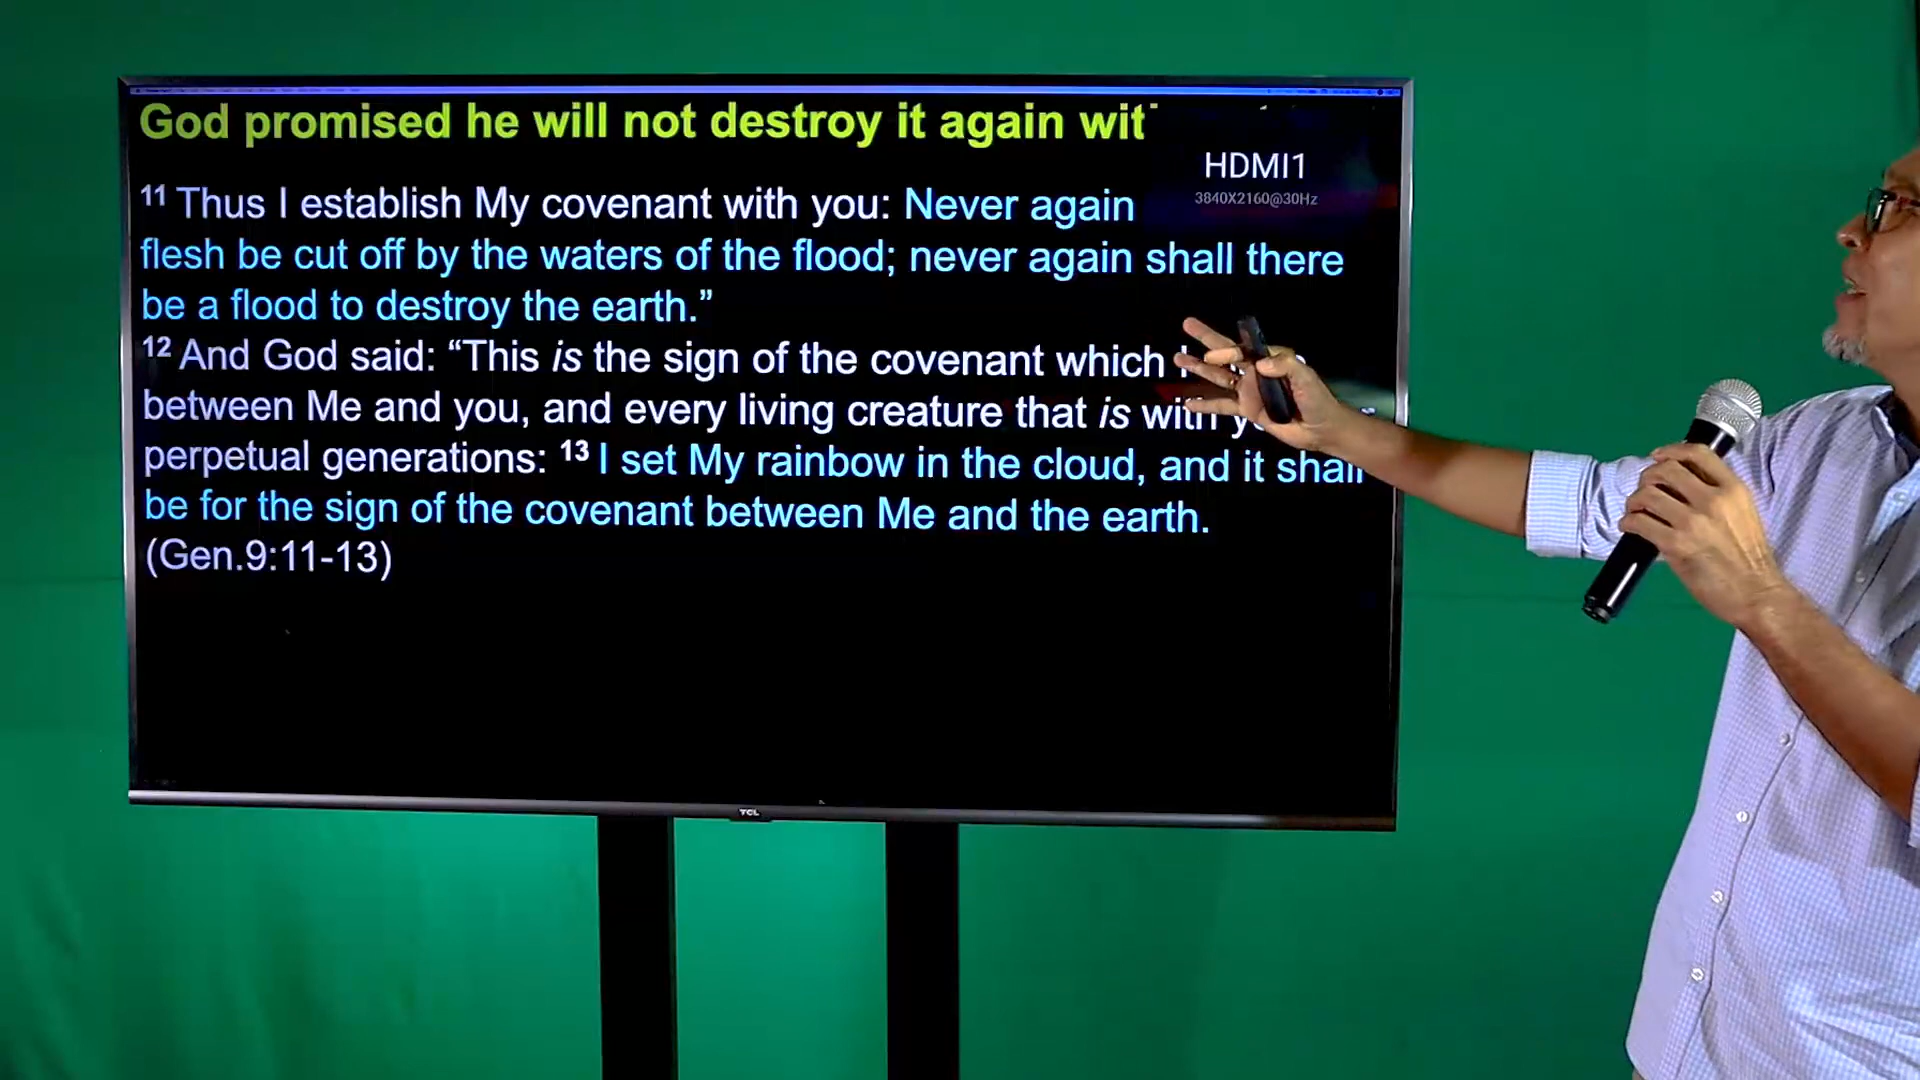 God promised he will not destroy it again wit
HDMI1
3840X2160@30Hz
11 Thus I establish My covenant with you: Never again
flesh be cut off by the waters of the flood; never again shall there
be a flood to destroy the earth.”
12 And God said: “This is the sign of the covenant which I
between Me and you, and every living creature that is with
perpetual generations: 13 I set My rainbow in the cloud, and it shall
be for the sign of the covenant between Me and the earth.
(Gen.9:11-13)
TCL